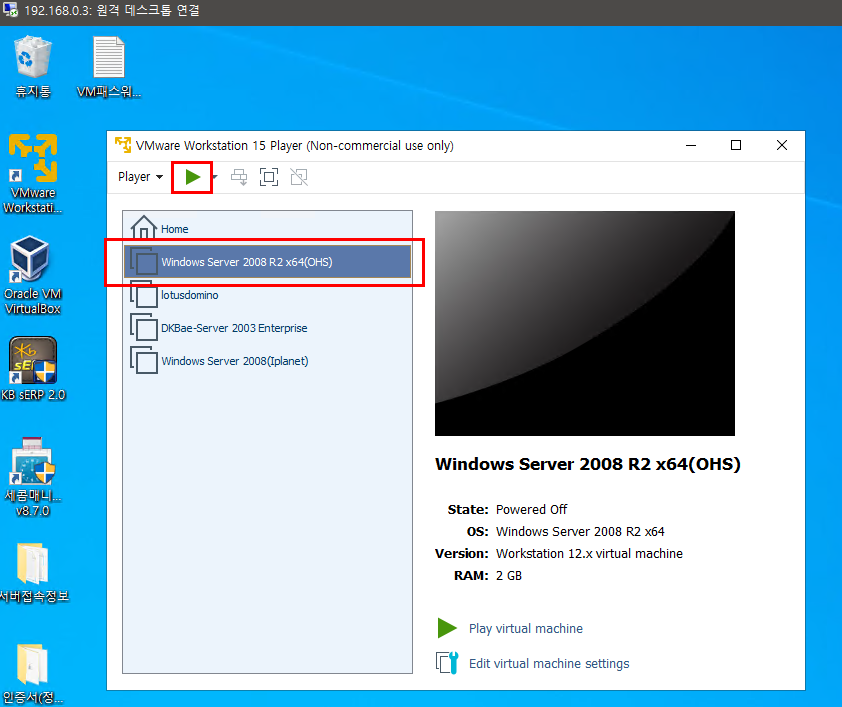 192.168.0.3: 원격 데스크톱 연결
휴지통
VM패스워...
VMware
Workstati...
Oracle VM
VirtualBox
KB sERP 2.0
세콤매니...
v8.7.0
서버접속정보
인증서(정...
VMware Workstation 15 Player (Non-commercial use only)
Player
Home
Windows Server 2008 R2 x64(OHS)
lotusdomino
DKBae-Server 2003 Enterprise
Windows Server 2008(Iplanet)
Windows Server 2008 R2 x64(OHS)
State: Powered Off
OS: Windows Server 2008 R2 x64
Version: Workstation 12.x virtual machine
RAM: 2 GB
Play virtual machine
Edit virtual machine settings